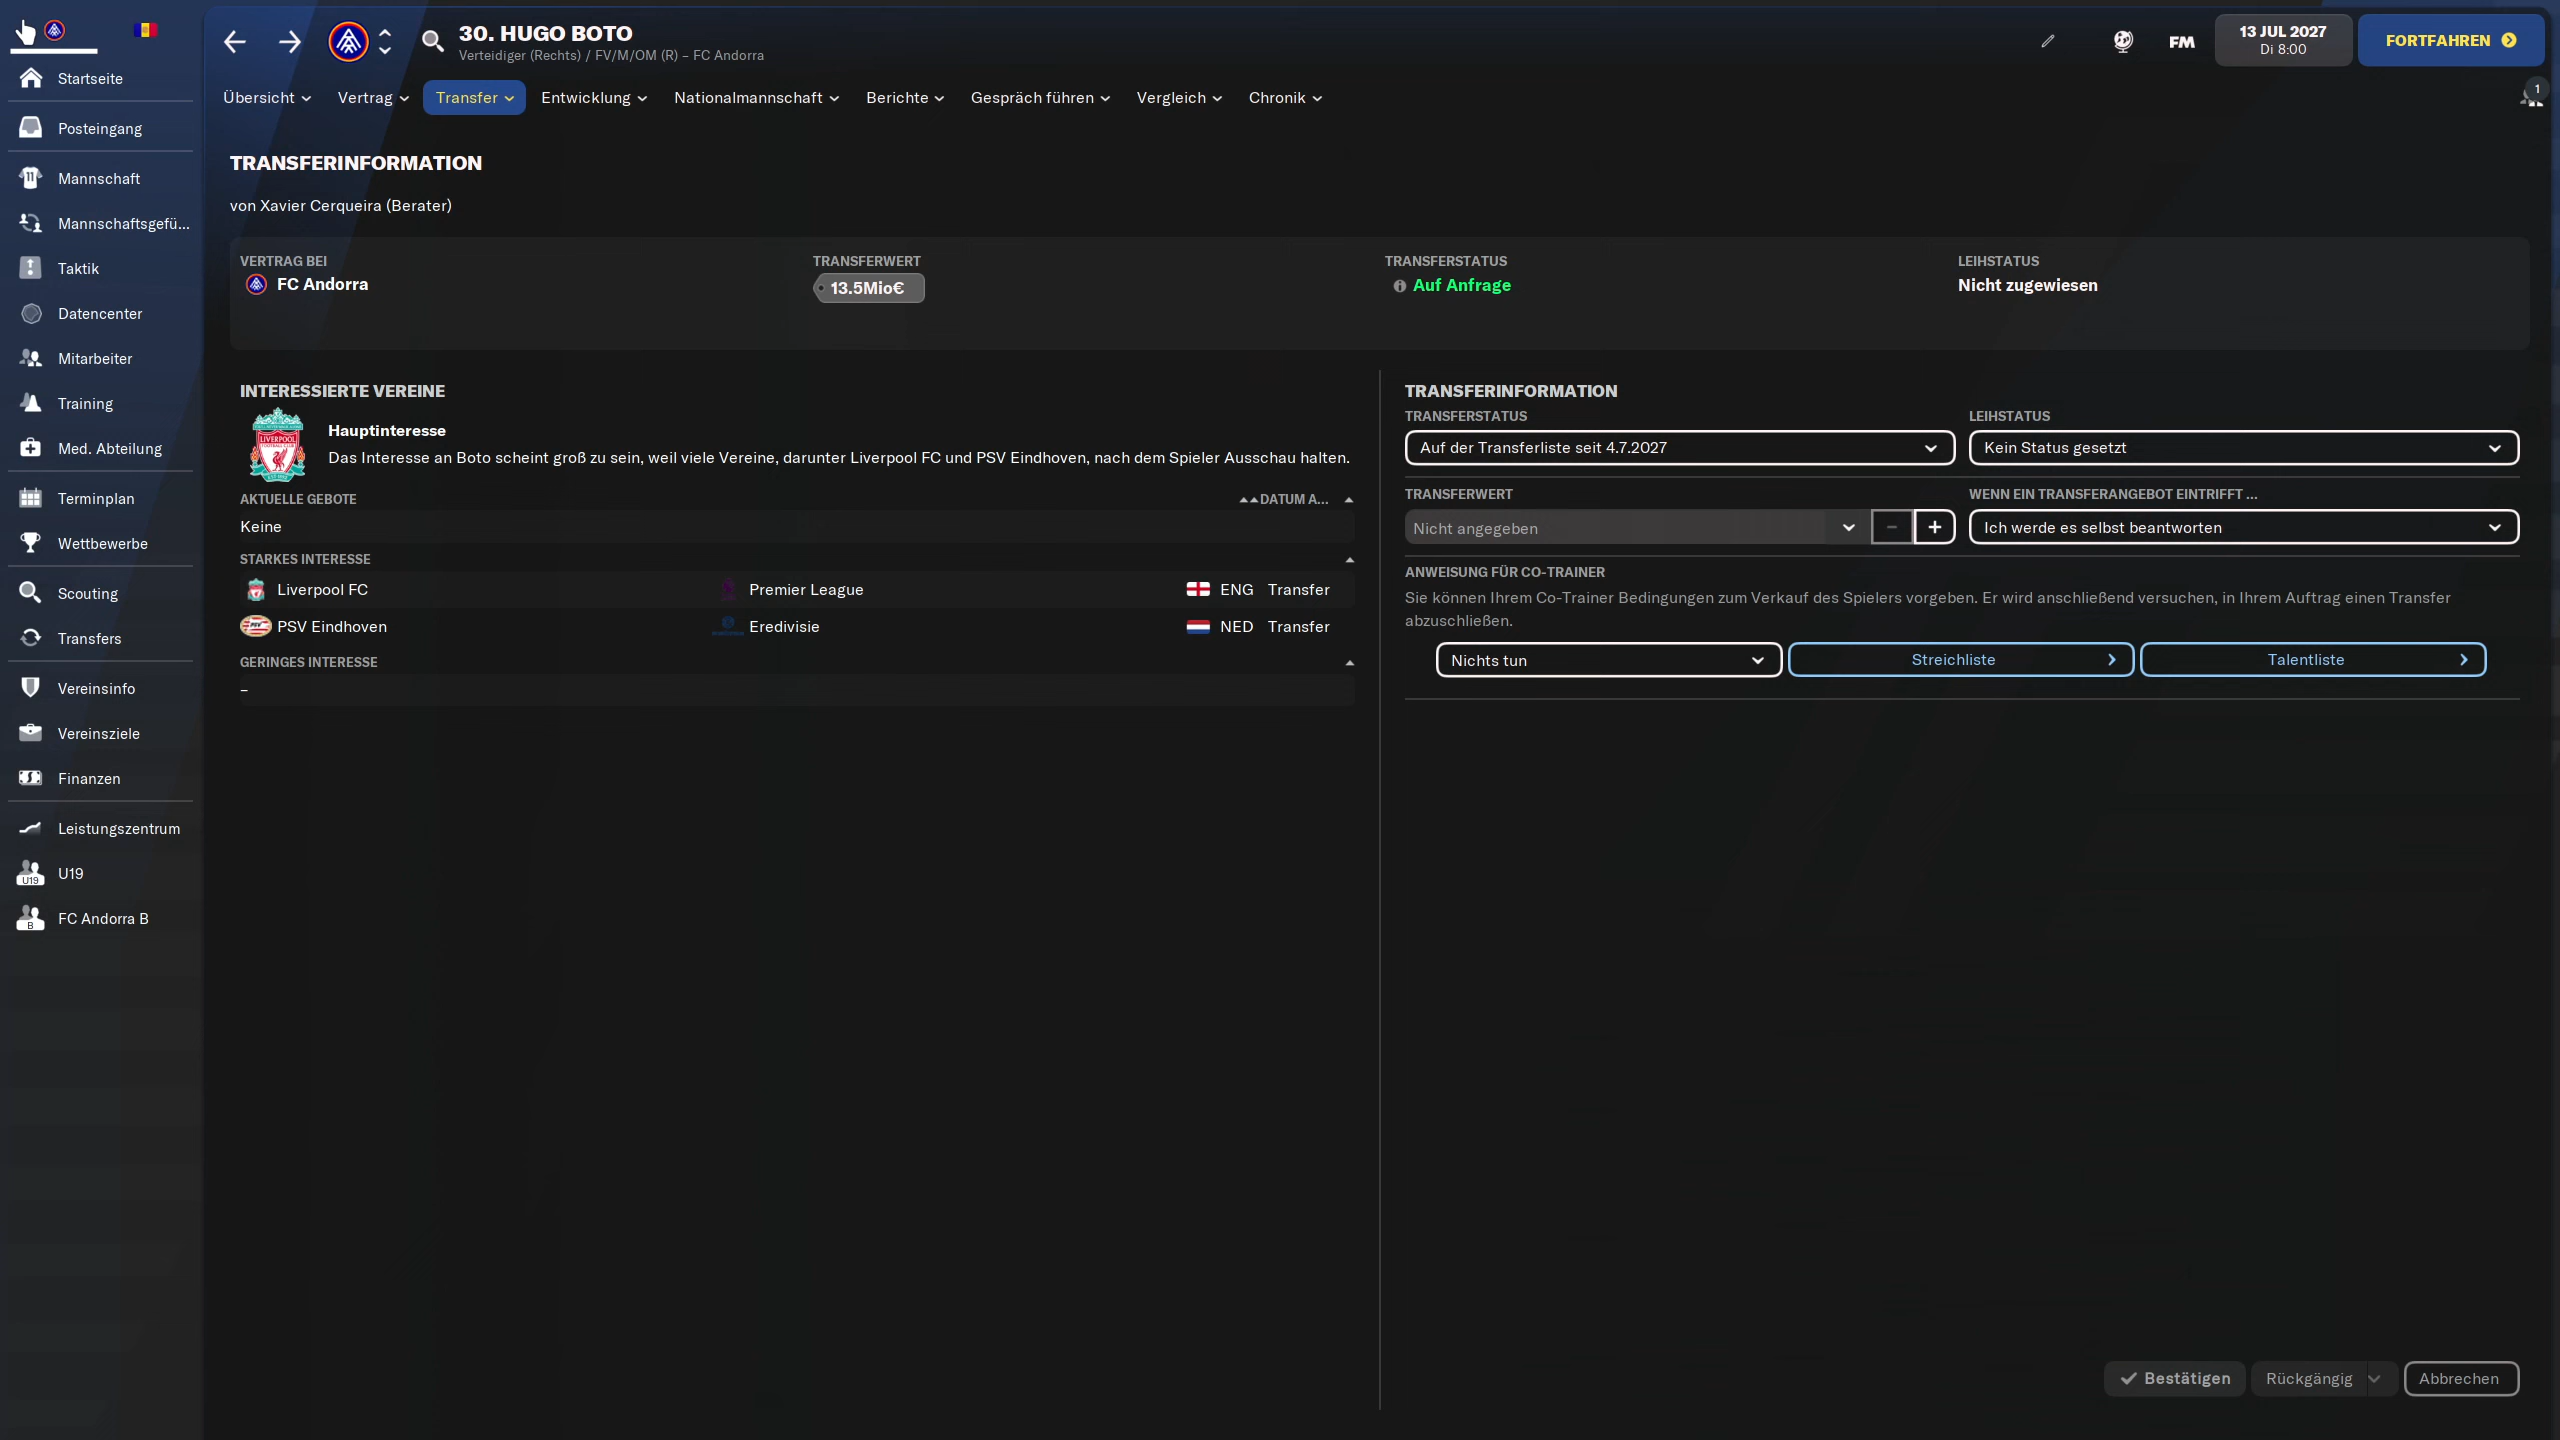 30. HUGO BOTO
Verteidiger (Rechts) / FV/M/OM (R) – FC Andorra
FM
13 JUL 2027
Di 8:00
FORTFAHREN
Startseite
Posteingang
Mannschaft
Mannschaftsgefü...
Taktik
Datencenter
Mitarbeiter
Training
Med. Abteilung
Terminplan
Wettbewerbe
Scouting
Transfers
Vereinsinfo
Vereinsziele
Finanzen
Leistungszentrum
U19
U19
B
FC Andorra B
Übersicht
Vertrag
Transfer
Entwicklung
Nationalmannschaft
Berichte
Gespräch führen
Vergleich
Chronik
1
TRANSFERINFORMATION
von Xavier Cerqueira (Berater)
VERTRAG BEI
FC Andorra
TRANSFERWERT
13.5Mio€
TRANSFERSTATUS
Auf Anfrage
LEIHSTATUS
Nicht zugewiesen
INTERESSIERTE VEREINE
Hauptinteresse
Das Interesse an Boto scheint groß zu sein, weil viele Vereine, darunter Liverpool FC und PSV Eindhoven, nach dem Spieler Ausschau halten.
AKTUELLE GEBOTE
DATUM A...
Keine
STARKES INTERESSE
Liverpool FC
Premier League
ENG
Transfer
PSV Eindhoven
Eredivisie
NED
Transfer
GERINGES INTERESSE
–
TRANSFERINFORMATION
TRANSFERSTATUS
Auf der Transferliste seit 4.7.2027
LEIHSTATUS
Kein Status gesetzt
TRANSFERWERT
Nicht angegeben
WENN EIN TRANSFERANGEBOT EINTRIFFT ...
Ich werde es selbst beantworten
ANWEISUNG FÜR CO-TRAINER
Sie können Ihrem Co-Trainer Bedingungen zum Verkauf des Spielers vorgeben. Er wird anschließend versuchen, in Ihrem Auftrag einen Transfer
abzuschließen.
Nichts tun
Streichliste
Talentliste
Bestätigen
Rückgängig
Abbrechen